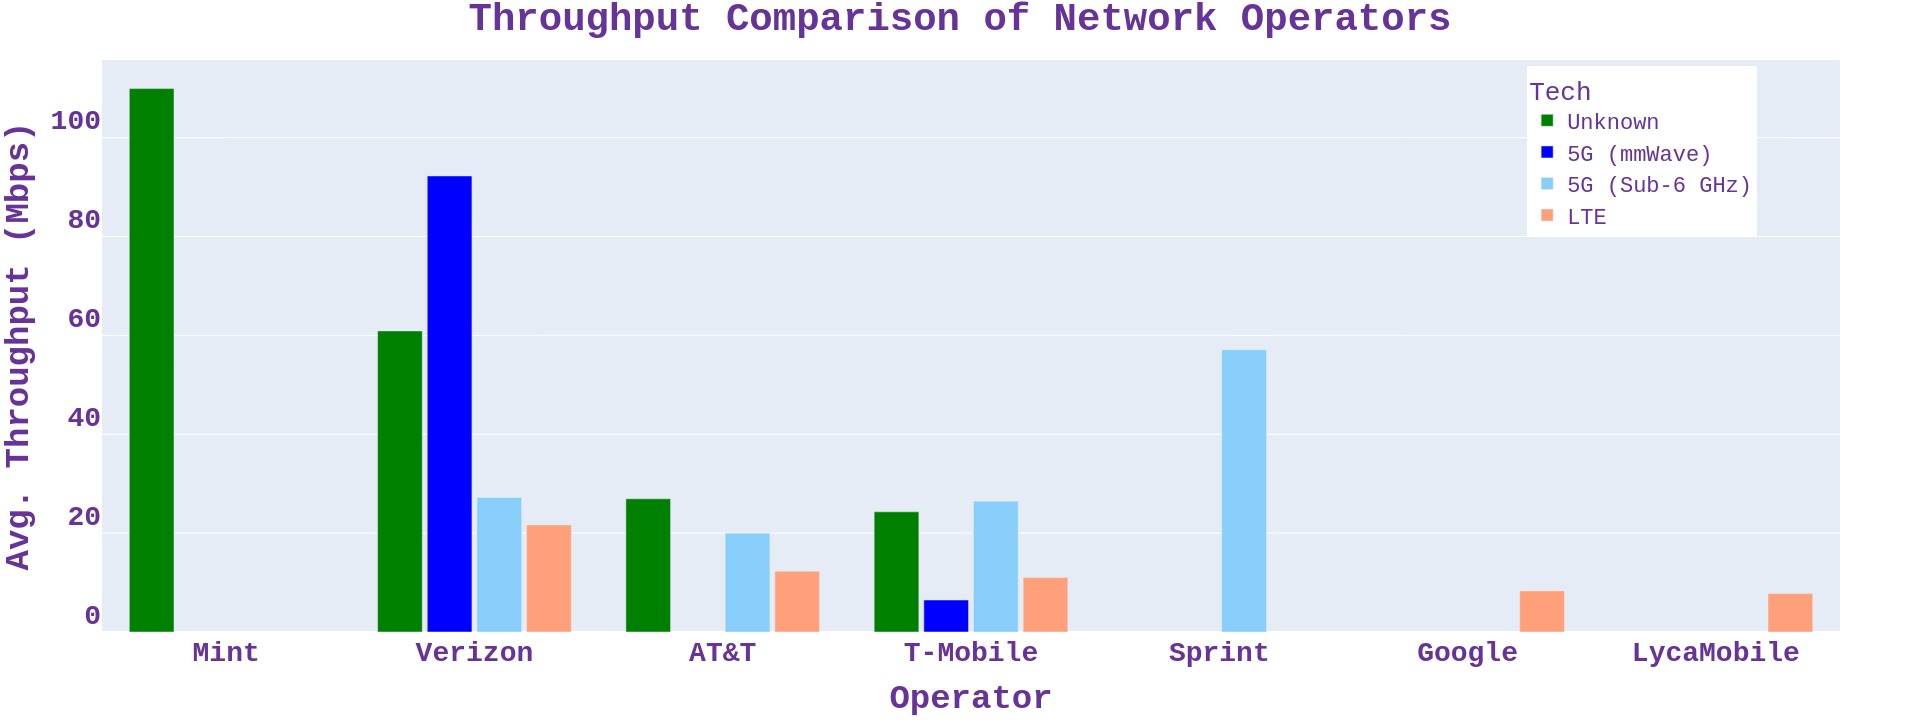 Throughput Comparison of Network Operators
Avg. Throughput (Mbps)
100
80
60
40
20
0
Tech
Unknown
5G (mmWave)
5G (Sub-6 GHz)
LTE
Mint Verizon AT&T T-Mobile Sprint Google LycaMobile
Operator